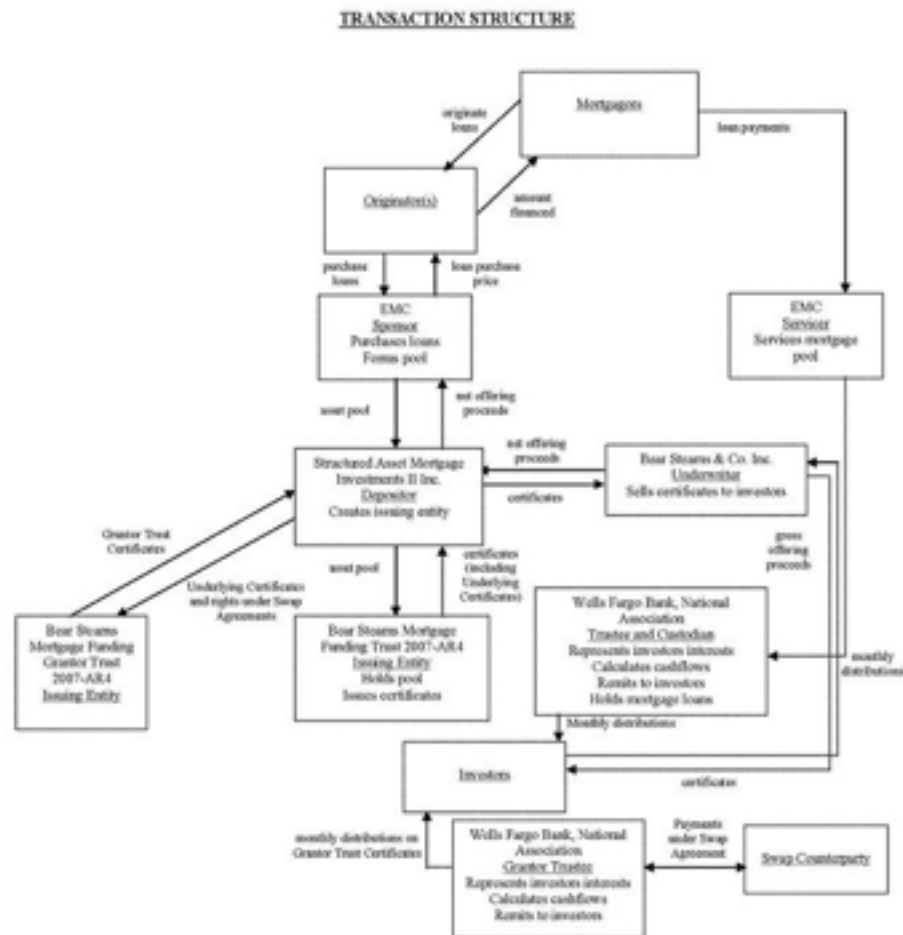 TRANSACTION STRUCTURE
Mortgagors
originate
loans
loan payments
Originator(s)
amount
financed
purchase
loans
loan purchase
price
EMC
Sponsor
Purchases loans
Forms pool
EMC
Servicer
Services mortgage
pool
asset pool
net offering
proceeds
Structured Asset Mortgage
Investments II Inc.
Depositor
Creates issuing entity
net offering
proceeds
certificates
Bear Stearns & Co. Inc.
Underwriter
Sells certificates to investors
Grantor Trust
Certificates
Underlying Certificates
and rights under Swap
Agreements
asset pool
certificates
(including
Underlying
Certificates)
gross
offering
proceeds
Bear Stearns
Mortgage Funding
Grantor Trust
2007-AR4
Issuing Entity
Bear Stearns Mortgage
Funding Trust 2007-AR4
Issuing Entity
Holds pool
Issues certificates
Wells Fargo Bank, National
Association
Trustee and Custodian
Represents investors interests
Calculates cashflows
Remits to investors
Holds mortgage loans
monthly
distributions
Monthly distributions
Investors
certificates
monthly distributions on
Grantor Trust Certificates
Wells Fargo Bank, National
Association
Grantor Trustee
Represents investors interests
Calculates cashflows
Remits to investors
Payments
under Swap
Agreement
Swap Counterparty